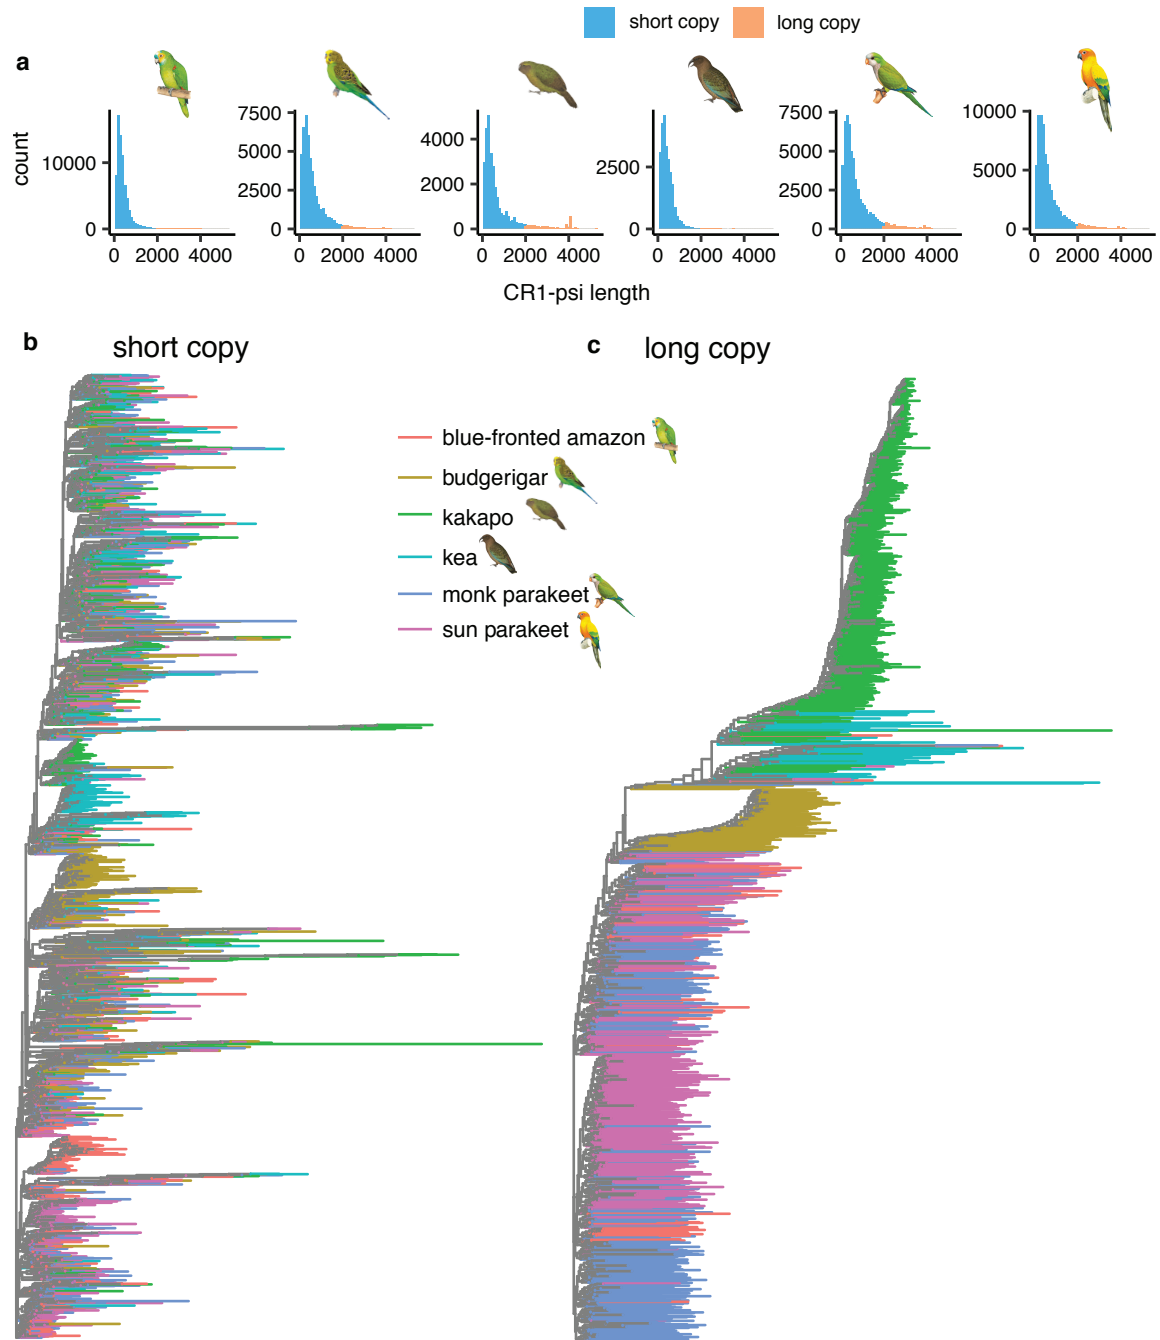 short copy long copy
a
count
10000
0
0 2000 4000
7500
5000
2500
0
0 2000 4000
4000
2000
0
0 2000 4000
2500
0
0 2000 4000
7500
5000
2500
0
0 2000 4000
10000
5000
0
0 2000 4000
CR1-psi length
b short copy
c long copy
blue-fronted amazon
budgerigar
kakapo
kea
monk parakeet
sun parakeet